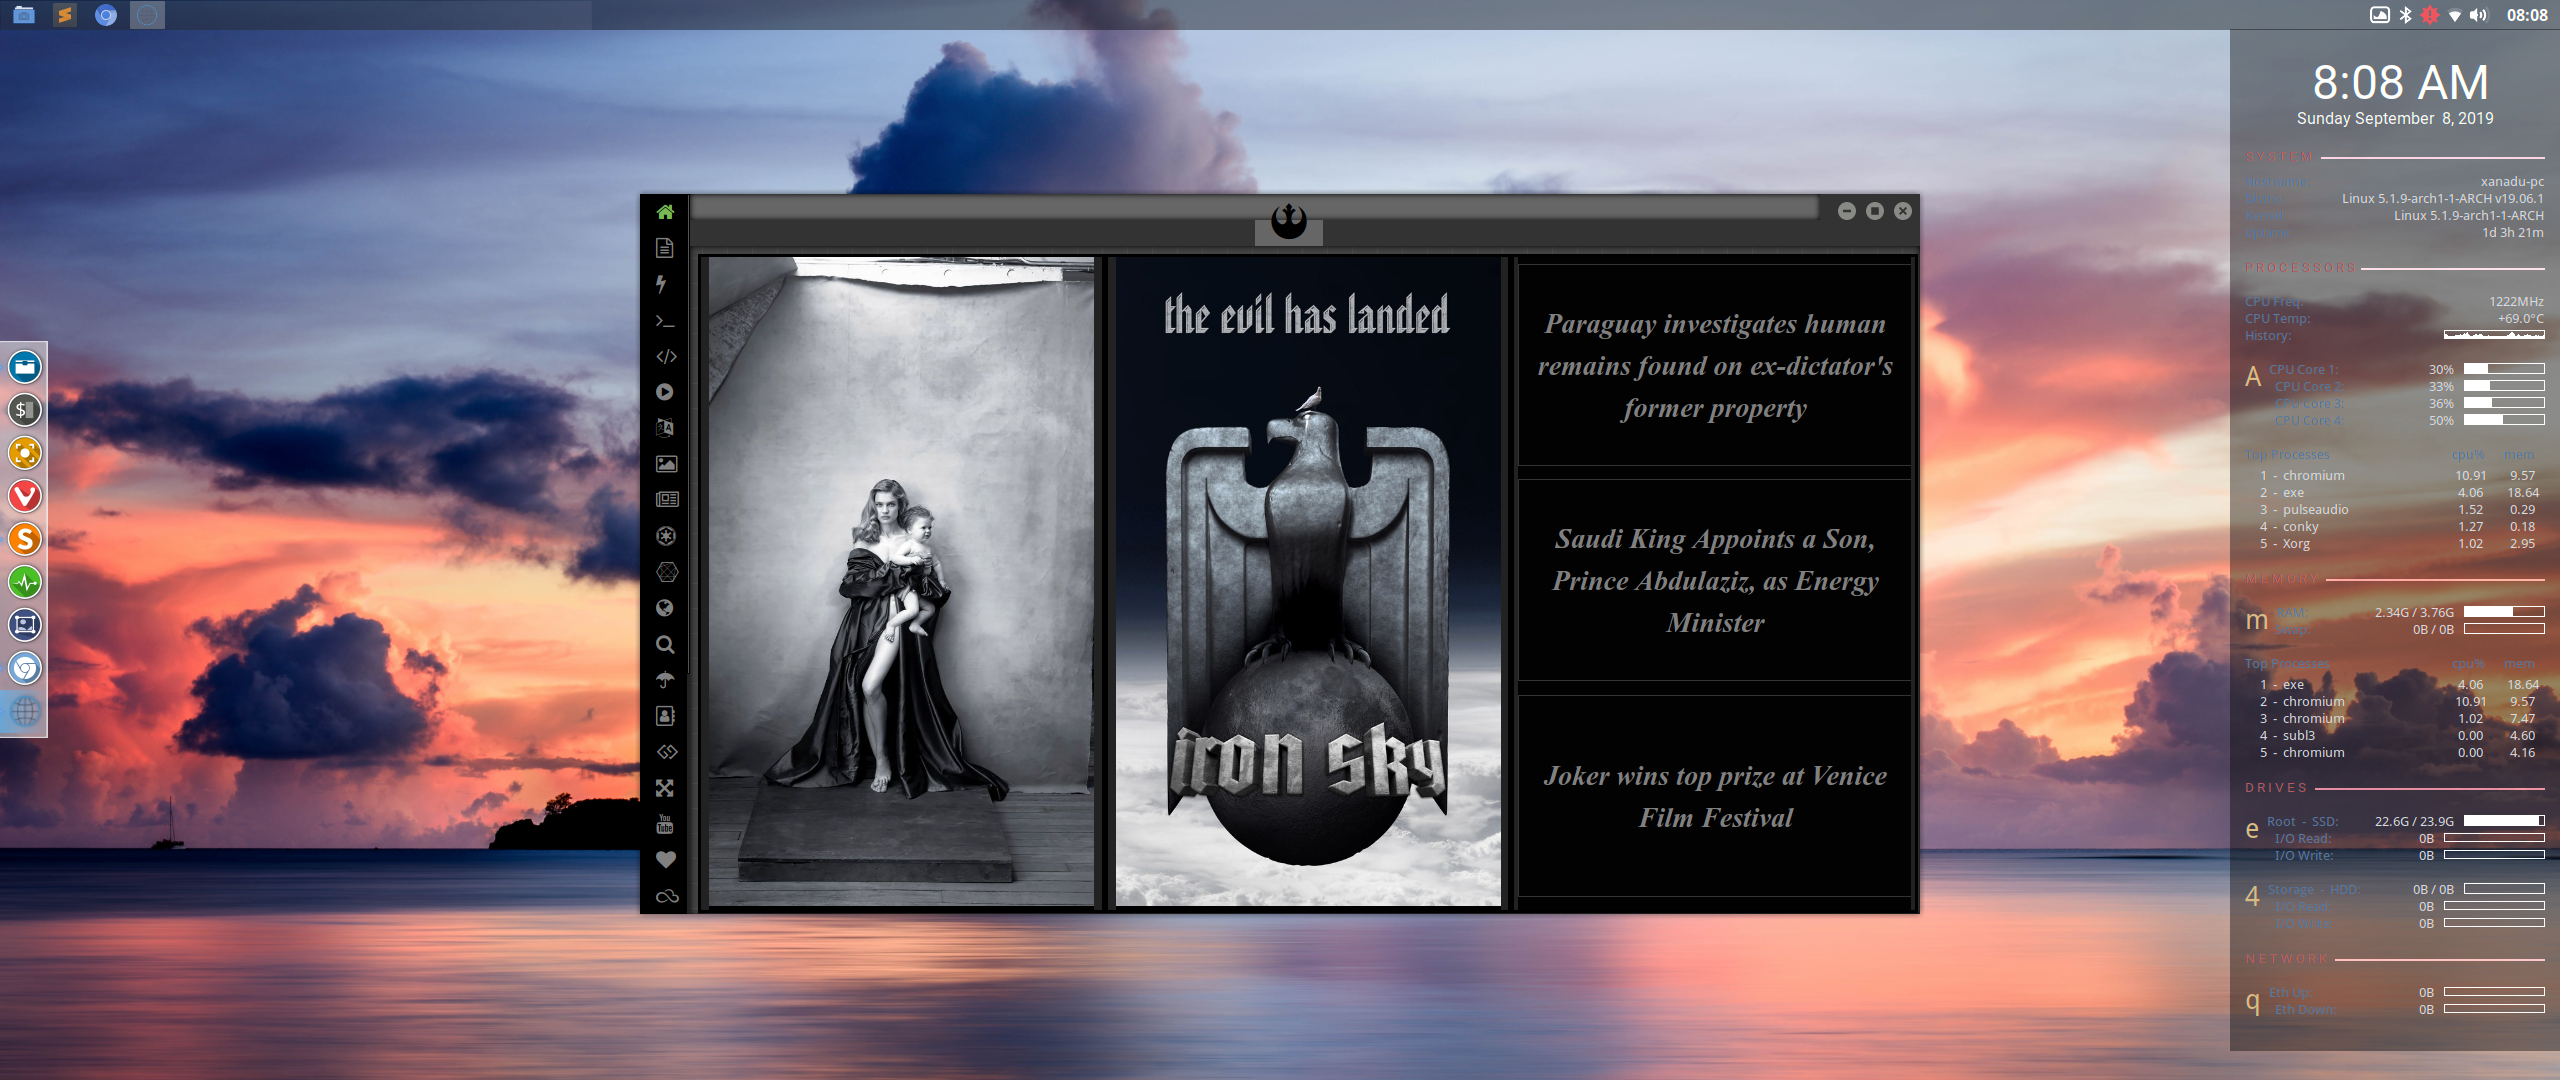 08:08
8:08 AM
Sunday September 8, 2019
SYSTEM
xanadu-pc
Linux 5.1.9-arch1-1-ARCH v19.06.1
Linux 5.1.9-arch1-1-ARCH
1d 3h 21m
PROCESSORS
CPU Freq: 1222MHz
CPU Temp: +69.0°C
History:
A CPU Core 1: 30%
CPU Core 2: 33%
CPU Core 3: 36%
CPU Core 4: 50%
Top Processes cpu% mem
1 - chromium 10.91 9.57
2 - exe 4.06 18.64
3 - pulseaudio 1.52 0.29
4 - conky 1.27 0.18
5 - Xorg 1.02 2.95
MEMORY
m RAM: 2.34G / 3.76G
Swap: 0B / 0B
Top Processes cpu% mem
1 - exe 4.06 18.64
2 - chromium 10.91 9.57
3 - chromium 1.02 7.47
4 - subl3 0.00 4.60
5 - chromium 0.00 4.16
DRIVES
e Root - SSD: 22.6G / 23.9G
I/O Read: 0B
I/O Write: 0B
4 Storage - HDD: 0B / 0B
I/O Read: 0B
I/O Write: 0B
NETWORK
q Eth Up: 0B
Eth Down: 0B
the evil has landed
iron sky
Paraguay investigates human
remains found on ex-dictator's
former property
Saudi King Appoints a Son,
Prince Abdulaziz, as Energy
Minister
Joker wins top prize at Venice
Film Festival
You
Tube